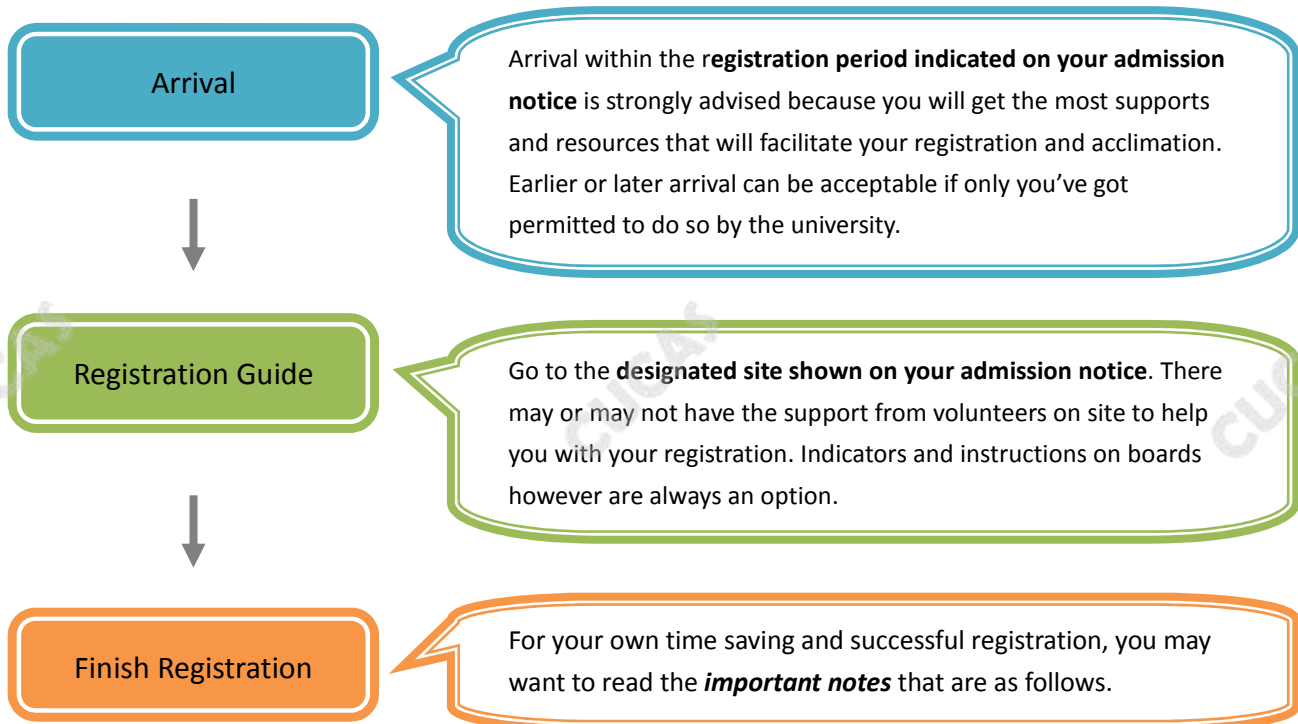 Arrival
Arrival within the registration period indicated on your admission
notice is strongly advised because you will get the most supports
and resources that will facilitate your registration and acclimation.
Earlier or later arrival can be acceptable if only you've got
permitted to do so by the university.
Registration Guide
Go to the designated site shown on your admission notice. There
may or may not have the support from volunteers on site to help
you with your registration. Indicators and instructions on boards
however are always an option.
CUCAS
Finish Registration
For your own time saving and successful registration, you may
want to read the important notes that are as follows.